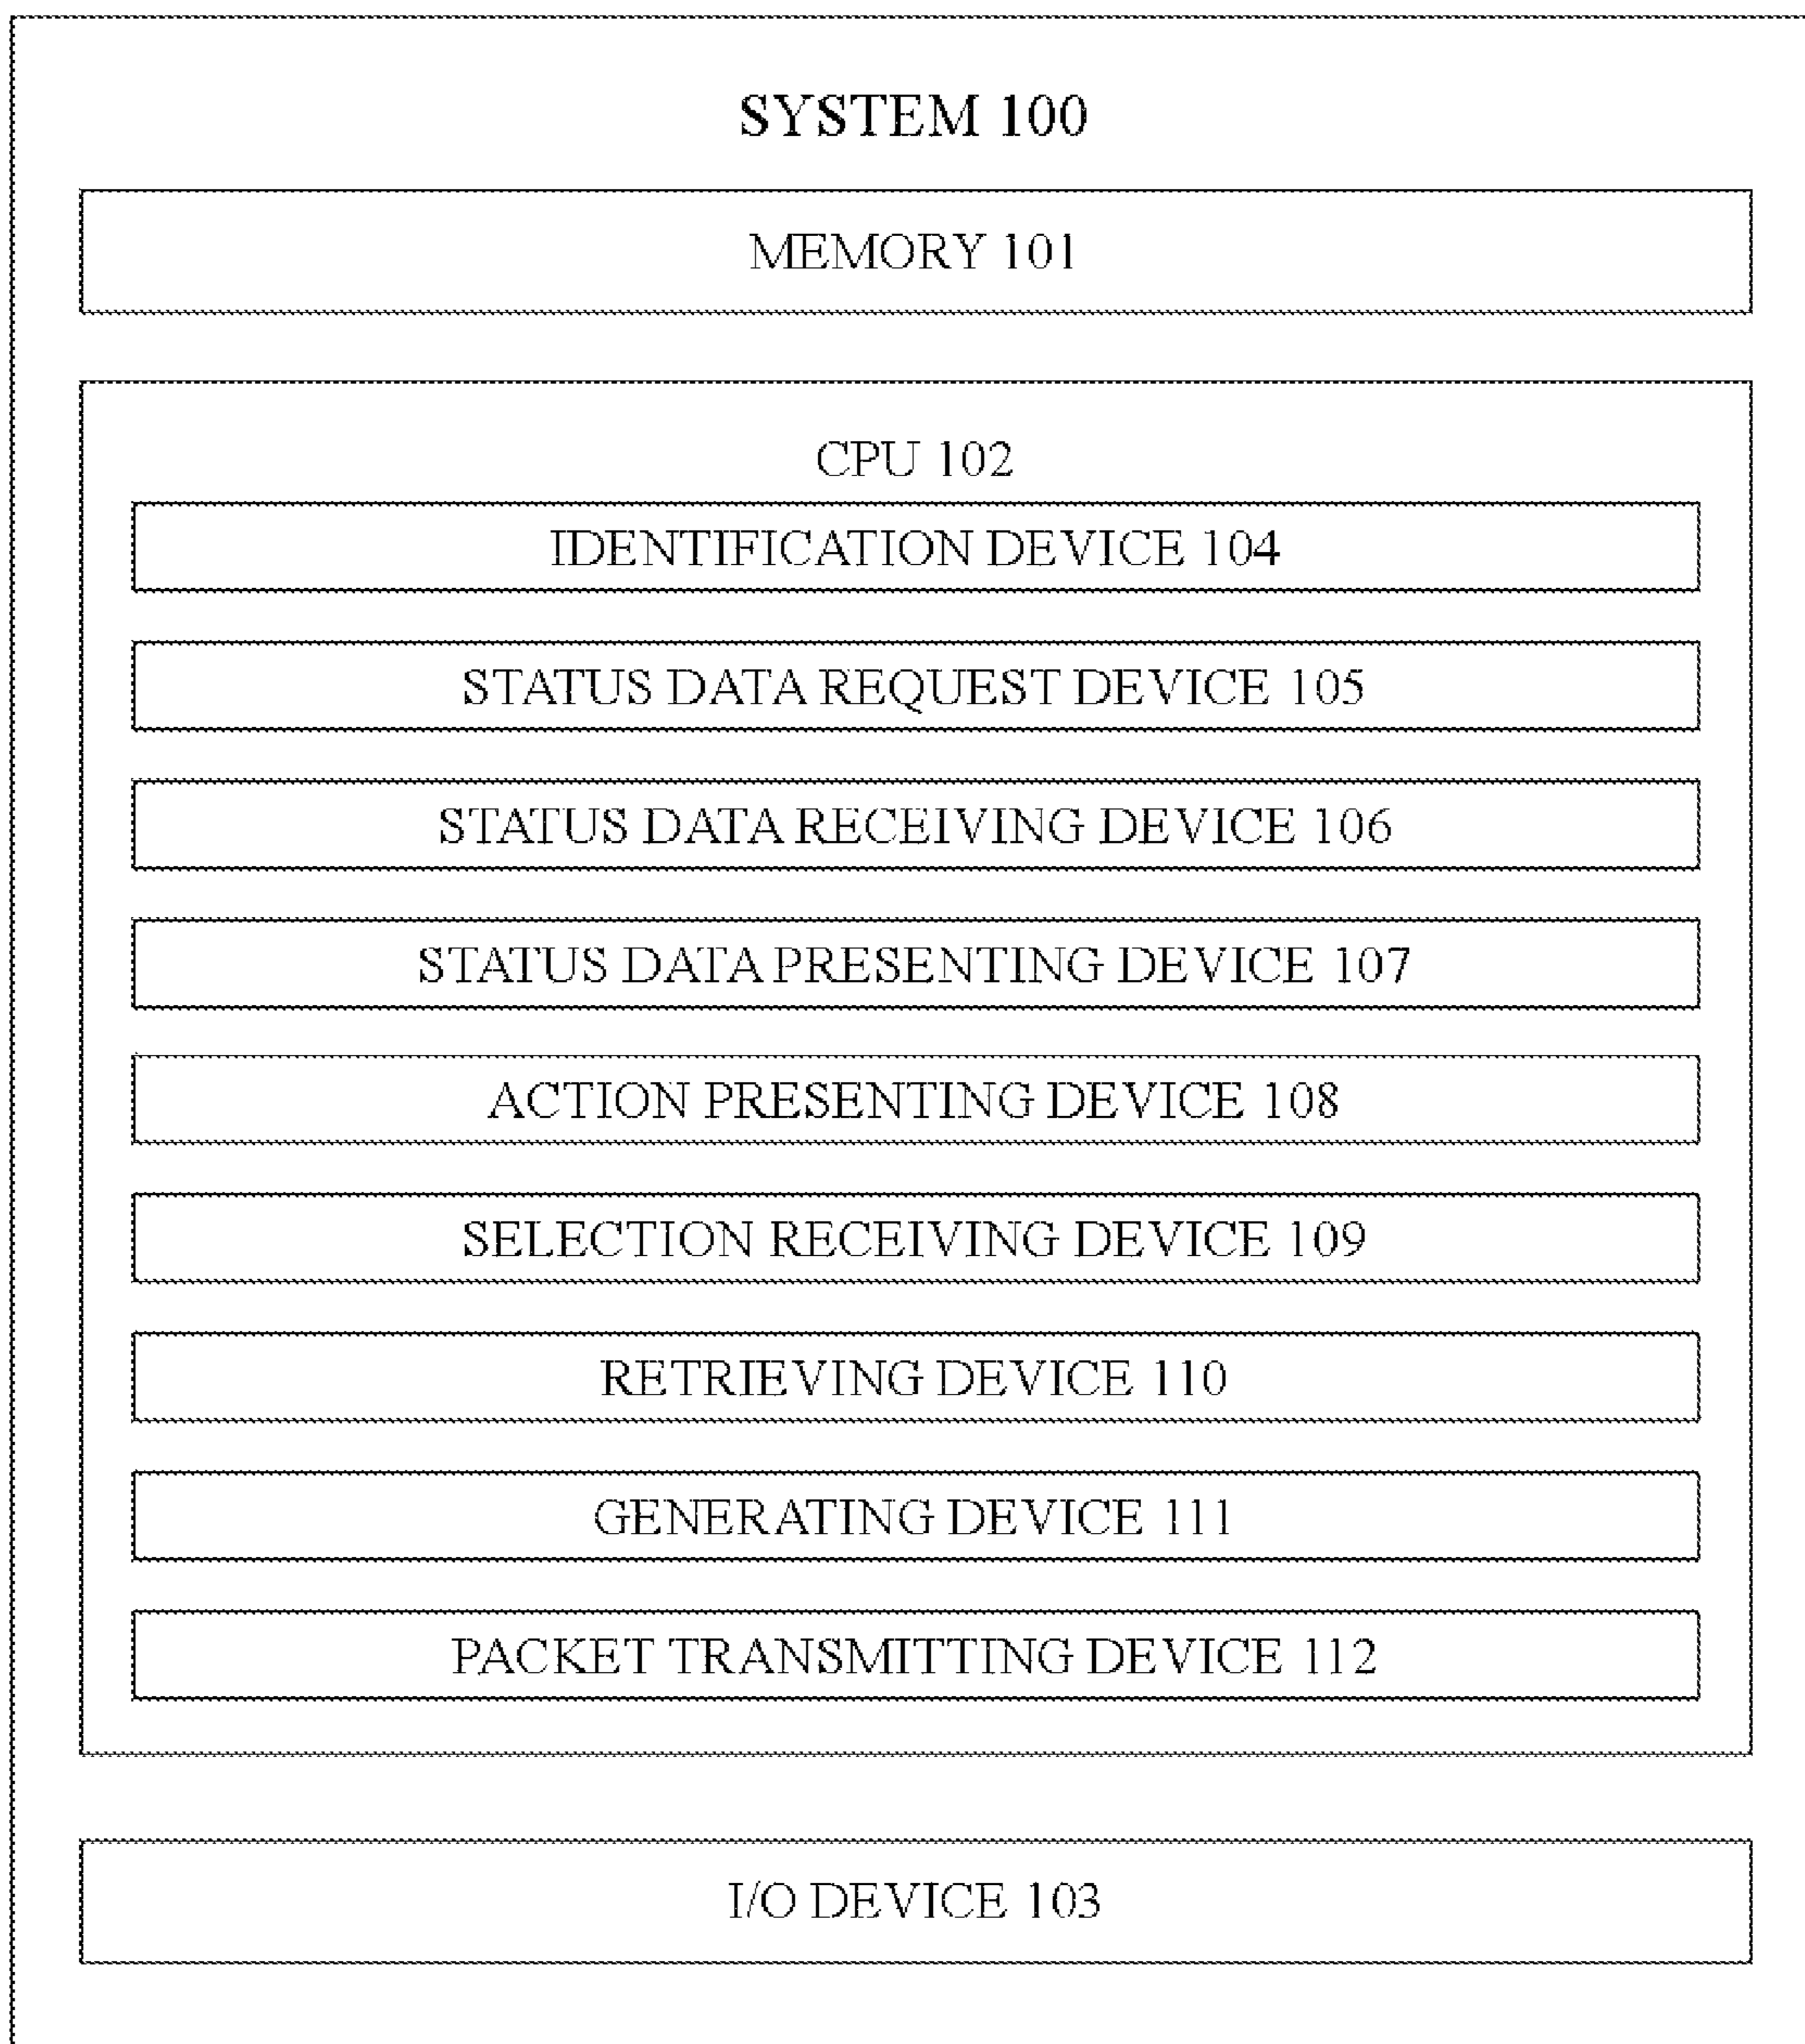 SYSTEM 100
MEMORY 101
CPU 102
IDENTIFICATION DEVICE 104
STATUS DATA REQUEST DEVICE 105
STATUS DATA RECEIVING DEVICE 106
STATUS DATA PRESENTING DEVICE 107
ACTION PRESENTING DEVICE 108
SELECTION RECEIVING DEVICE 109
RETRIEVING DEVICE 110
GENERATING DEVICE 111
PACKET TRANSMITTING DEVICE 112
I/O DEVICE 103